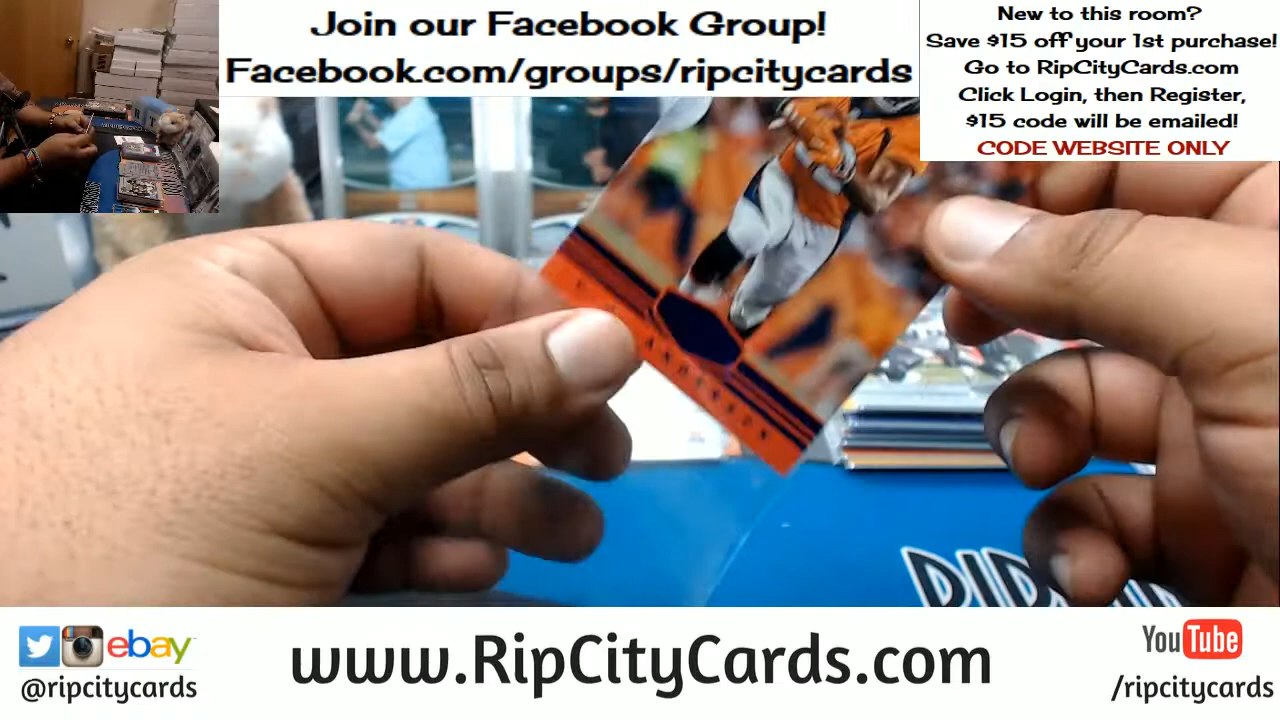 Join our Facebook Group!
Facebook.com/groups/ripcitycards
New to this room?
Save $15 off your 1st purchase!
Go to RipCityCards.com
Click Login, then Register,
$15 code will be emailed!
CODE WEBSITE ONLY
ebay
@ripcitycards
www.RipCityCards.com
YouTube
/ripcitycards